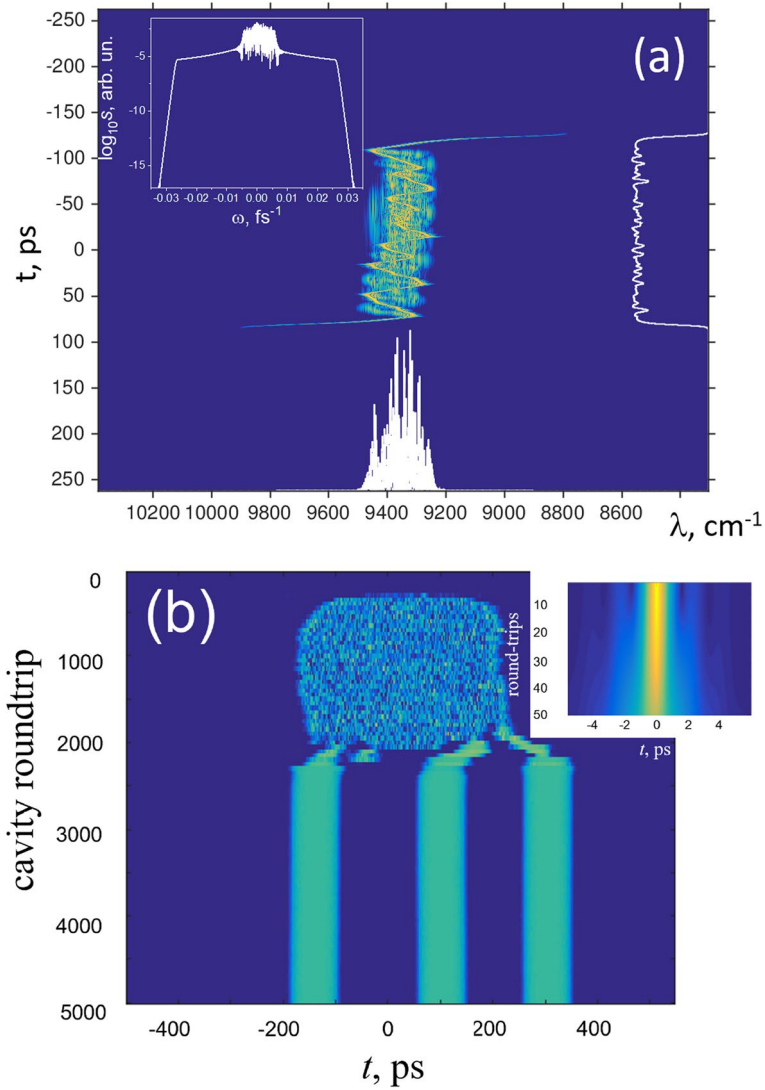 (a)
-250
-200
-150
-100
-50
0
50
100
150
200
250
t, ps
log10s, arb. un.
-5
-10
-15
-0.03 -0.02 -0.01 0.00 0.01 0.02 0.03
ω, fs-1
10200 10000 9800 9600 9400 9200 9000 8800 8600
λ, cm-1
(b)
0
1000
2000
3000
4000
5000
cavity roundtrip
-400 -200 0 200 400
t, ps
round-trips
10
20
30
40
50
-4 -2 0 2 4
t, ps